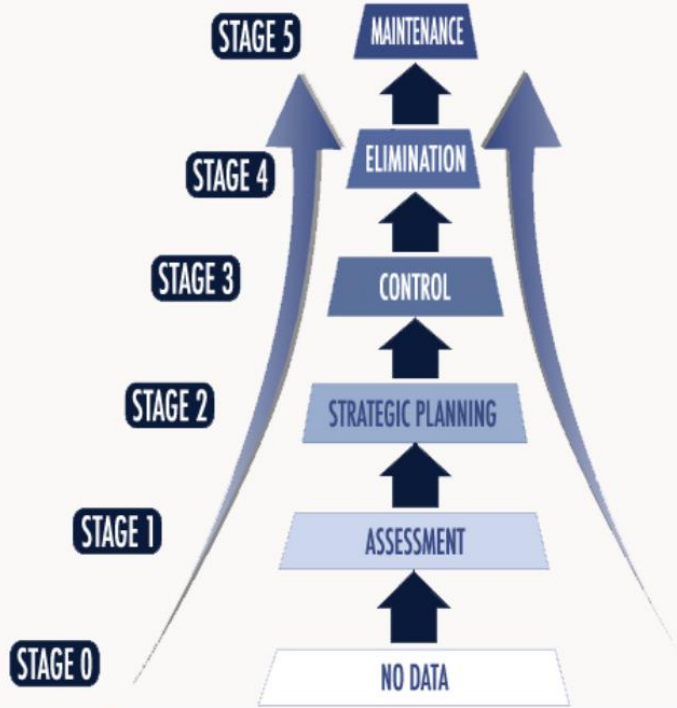 STAGE 5
MAINTENANCE
STAGE 4
ELIMINATION
STAGE 3
CONTROL
STAGE 2
STRATEGIC PLANNING
STAGE 1
ASSESSMENT
STAGE 0
NO DATA